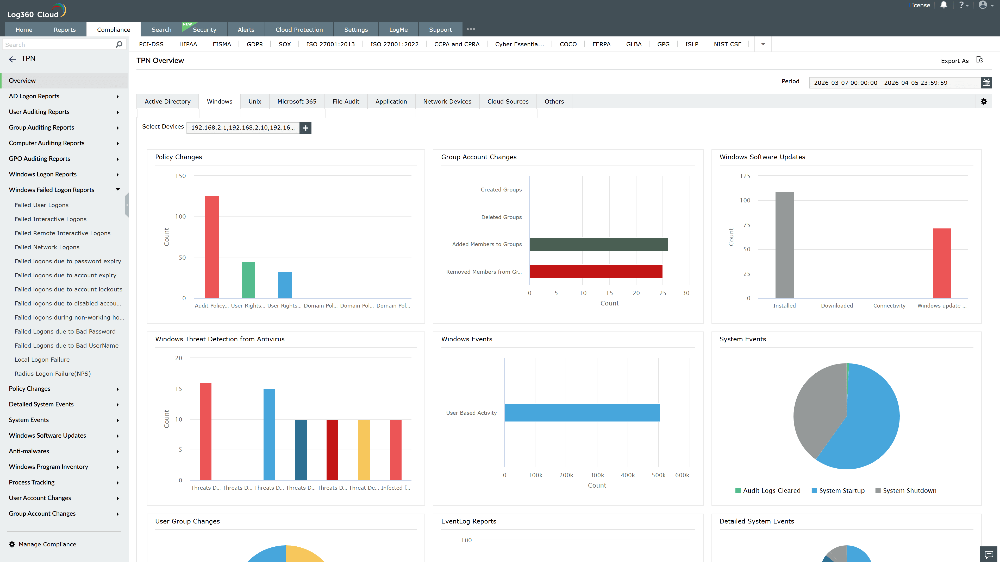 Log360 Cloud
License
?
Home
Reports
Compliance
Search
NEW
Security
Alerts
Cloud Protection
Settings
LogMe
Support
Search
PCI-DSS
HIPAA
FISMA
GDPR
SOX
ISO 27001:2013
ISO 27001:2022
CCPA and CPRA
Cyber Essentia...
COCO
FERPA
GLBA
GPG
ISLP
NIST CSF
TPN
Overview
AD Logon Reports
User Auditing Reports
Group Auditing Reports
Computer Auditing Reports
GPO Auditing Reports
Windows Logon Reports
Windows Failed Logon Reports
Failed User Logons
Failed Interactive Logons
Failed Remote Interactive Logons
Failed Network Logons
Failed logons due to password expiry
Failed logons due to account expiry
Failed logons due to account lockouts
Failed logons due to disabled accou...
Failed logons during non-working ho...
Failed Logons due to Bad Password
Failed Logons due to Bad UserName
Local Logon Failure
Radius Logon Failure(NPS)
Policy Changes
Detailed System Events
System Events
Windows Software Updates
Anti-malwares
Windows Program Inventory
Process Tracking
User Account Changes
Group Account Changes
Manage Compliance
TPN Overview
Export As
Period
2026-03-07 00:00:00 - 2026-04-05 23:59:59
Active Directory
Windows
Unix
Microsoft 365
File Audit
Application
Network Devices
Cloud Sources
Others
Select Devices
192.168.2.1,192.168.2.10,192.16...
Policy Changes
150
100
50
0
Count
Audit Policy...
User Rights...
User Rights...
Domain Pol...
Domain Pol...
Domain Pol...
Group Account Changes
Created Groups
Deleted Groups
Added Members to Groups
Removed Members from Gr...
0
5
10
15
20
25
30
Count
Windows Software Updates
125
100
75
50
25
0
Count
Installed
Downloaded
Connectivity
Windows update ...
Windows Threat Detection from Antivirus
20
15
10
5
0
Count
Threats D...
Threats D...
Threats D...
Threats D...
Threats D...
Threat De...
Infected f...
Windows Events
User Based Activity
0
100k
200k
300k
400k
500k
600k
Count
System Events
Audit Logs Cleared
System Startup
System Shutdown
User Group Changes
EventLog Reports
100
Detailed System Events